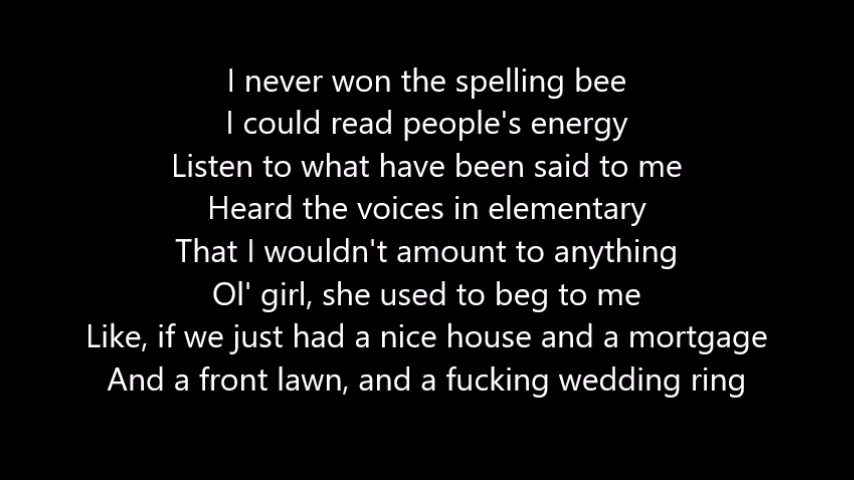 I never won the spelling bee
I could read people's energy
Listen to what have been said to me
Heard the voices in elementary
That I wouldn't amount to anything
Ol' girl, she used to beg to me
Like, if we just had a nice house and a mortgage
And a front lawn, and a fucking wedding ring